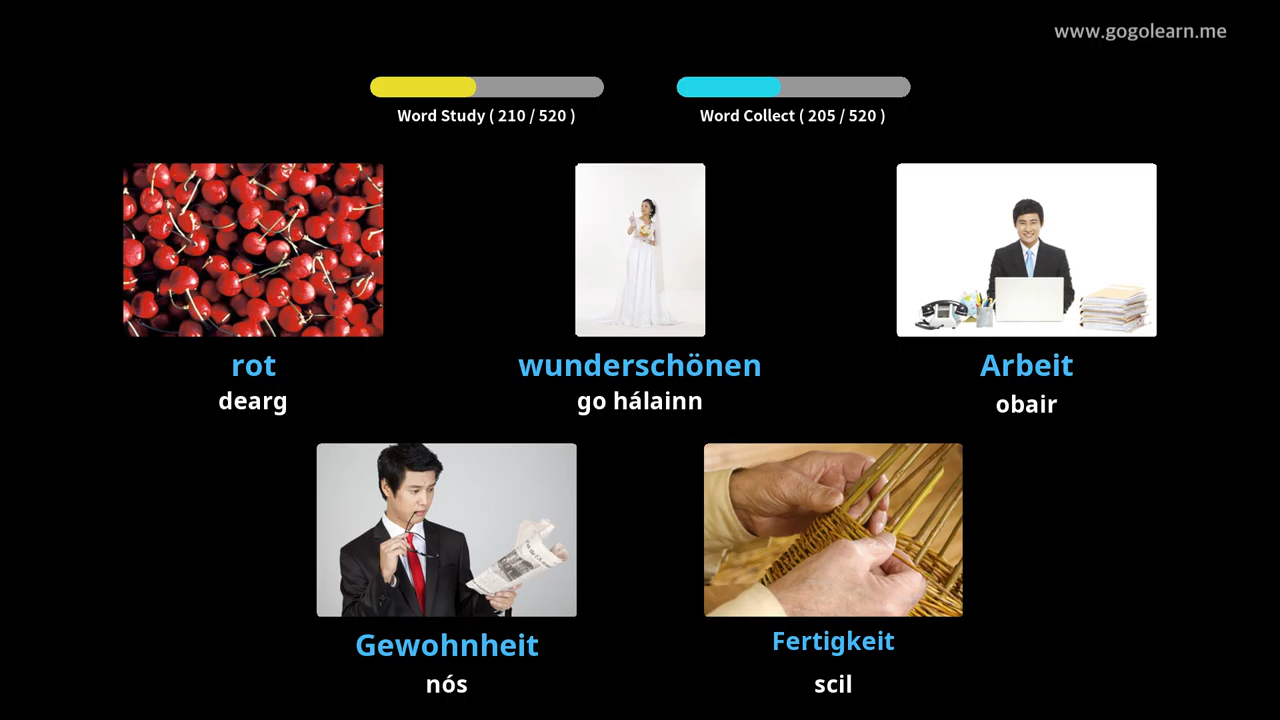 www.gogolearn.me
Word Study ( 210 / 520 )
Word Collect ( 205 / 520 )
rot
dearg
wunderschönen
go hálainn
Arbeit
obair
Gewohnheit
nós
Fertigkeit
scil